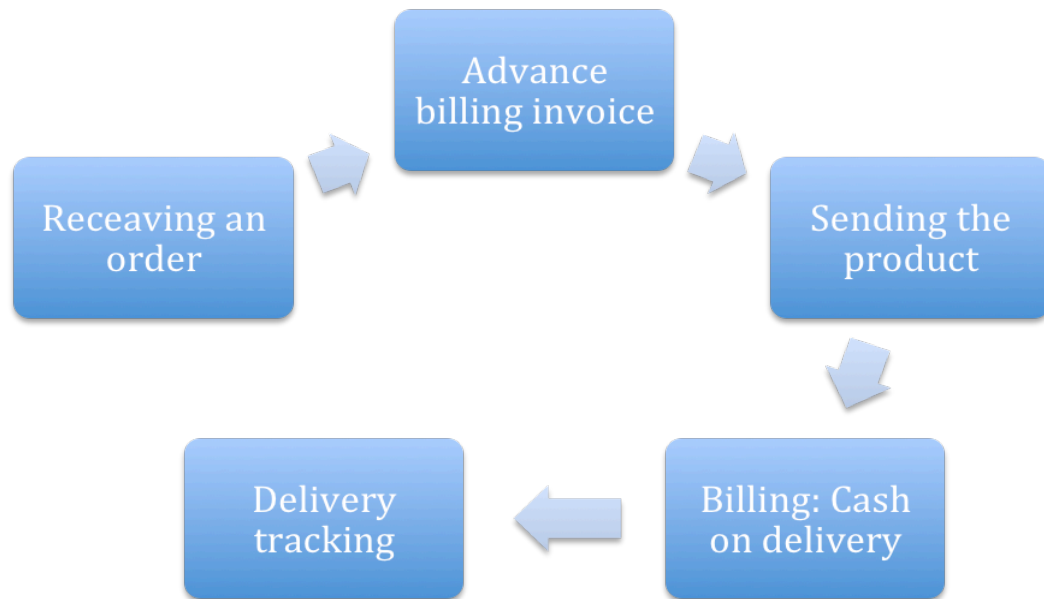 Receaving an
order
Advance
billing invoice
Sending the
product
Billing: Cash
on delivery
Delivery
tracking